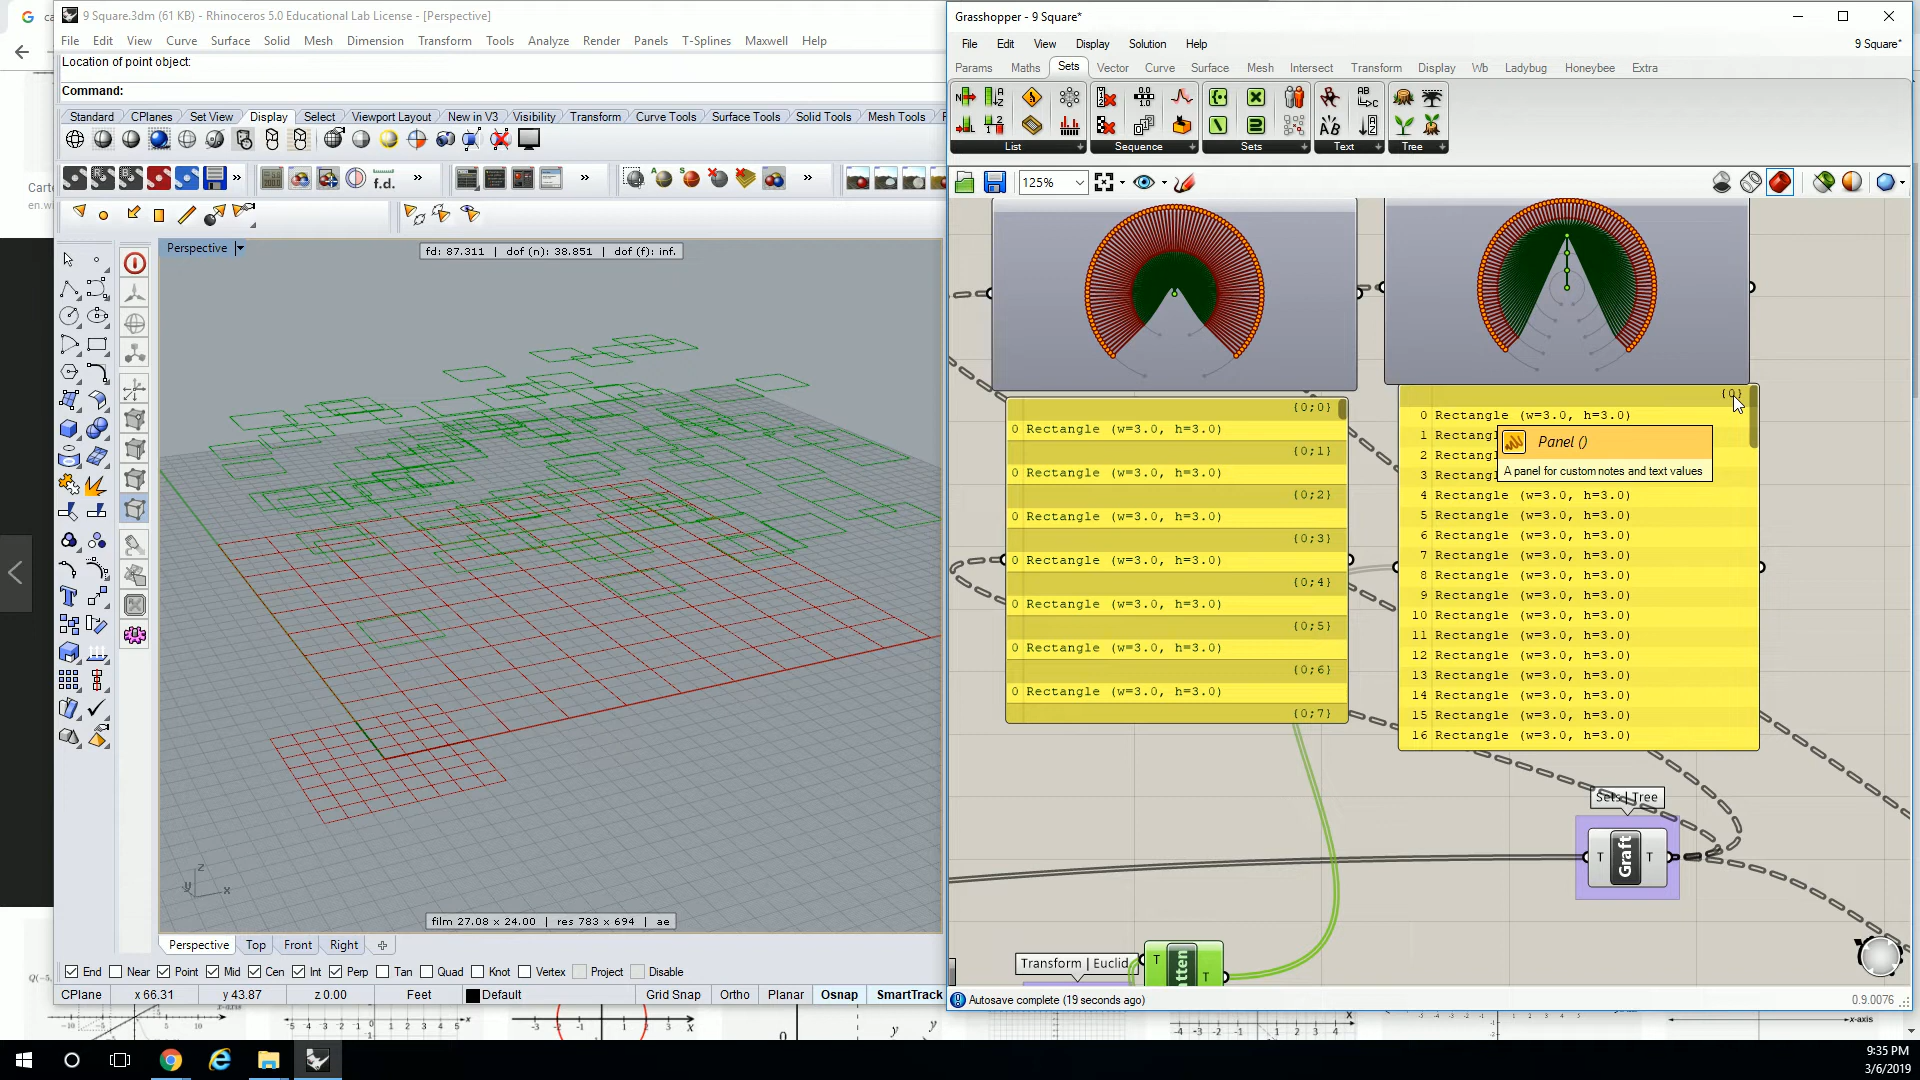 9 Square.3dm (61 KB) - Rhinoceros 5.0 Educational Lab License - [Perspective]
File Edit View Curve Surface Solid Mesh Dimension Transform Tools Analyze Render Panels T-Splines Maxwell Help
Location of point object:
Command:
Standard CPlanes Set View Display Select Viewport Layout New in V3 Visibility Transform Curve Tools Surface Tools Solid Tools Mesh Tools
f.d.
Perspective
fd: 87.311 | dof (n): 38.851 | dof (f): inf.
z
y
x
film 27.08 x 24.00 | res 783 x 694 | ae
Perspective Top Front Right
End Near Point Mid Cen Int Perp Tan Quad Knot Vertex Project Disable
CPlane x 66.31 y 43.87 z 0.00 Feet Default Grid Snap Ortho Planar Osnap SmartTrack
Grasshopper - 9 Square*
File Edit View Display Solution Help 9 Square*
Params Maths Sets Vector Curve Surface Mesh Intersect Transform Display Wb Ladybug Honeybee Extra
List Sequence Sets Text Tree
125%
{0;0}
0 Rectangle (w=3.0, h=3.0)
{0;1}
0 Rectangle (w=3.0, h=3.0)
{0;2}
0 Rectangle (w=3.0, h=3.0)
{0;3}
0 Rectangle (w=3.0, h=3.0)
{0;4}
0 Rectangle (w=3.0, h=3.0)
{0;5}
0 Rectangle (w=3.0, h=3.0)
{0;6}
0 Rectangle (w=3.0, h=3.0)
{0;7}
{0}
0 Rectangle (w=3.0, h=3.0)
1
2
3
Panel ()
A panel for custom notes and text values
4 Rectangle (w=3.0, h=3.0)
5 Rectangle (w=3.0, h=3.0)
6 Rectangle (w=3.0, h=3.0)
7 Rectangle (w=3.0, h=3.0)
8 Rectangle (w=3.0, h=3.0)
9 Rectangle (w=3.0, h=3.0)
10 Rectangle (w=3.0, h=3.0)
11 Rectangle (w=3.0, h=3.0)
12 Rectangle (w=3.0, h=3.0)
13 Rectangle (w=3.0, h=3.0)
14 Rectangle (w=3.0, h=3.0)
15 Rectangle (w=3.0, h=3.0)
16 Rectangle (w=3.0, h=3.0)
Sets | Tree
T Graft T
Transform | Euclid
T T
Autosave complete (19 seconds ago) 0.9.0076
Carte
en.wi
9:35 PM
3/6/2019